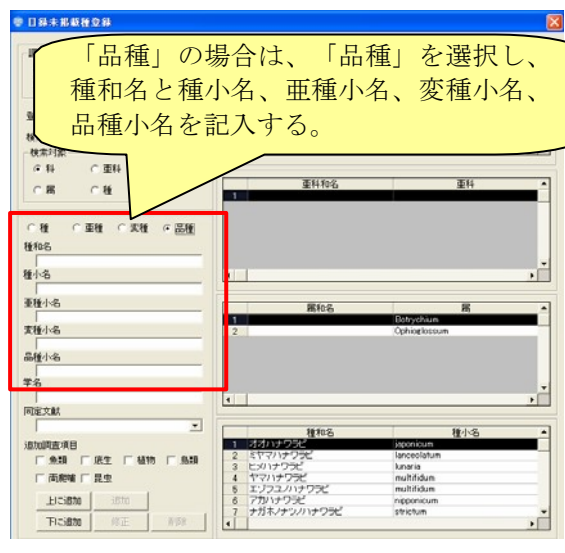 目録未掲載種登録
「品種」の場合は、「品種」を選択し、
種和名と種小名、亜種小名、変種小名、
品種小名を記入する。
検索対象
科 亜科
属 種
亜科和名 亜科
1
種 亜種 変種 品種
種和名
種小名
亜種小名
変種小名
品種小名
学名
同定文献
属和名 属
1 Botrychium
2 Ophioglossum
追加調査項目
魚類 底生 植物 鳥類
両爬哺 昆虫
上に追加 追加
下に追加 修正 削除
種和名 種小名
1 オオハナワラビ japonicum
2 ミヤマハナワラビ lanceolatum
3 ヒメハナワラビ lunaria
4 ヤマハナワラビ multifidum
5 エゾフユノハナワラビ multifidum
6 アカハナワラビ nipponicum
7 ナガホノナツノハナワラビ strictum